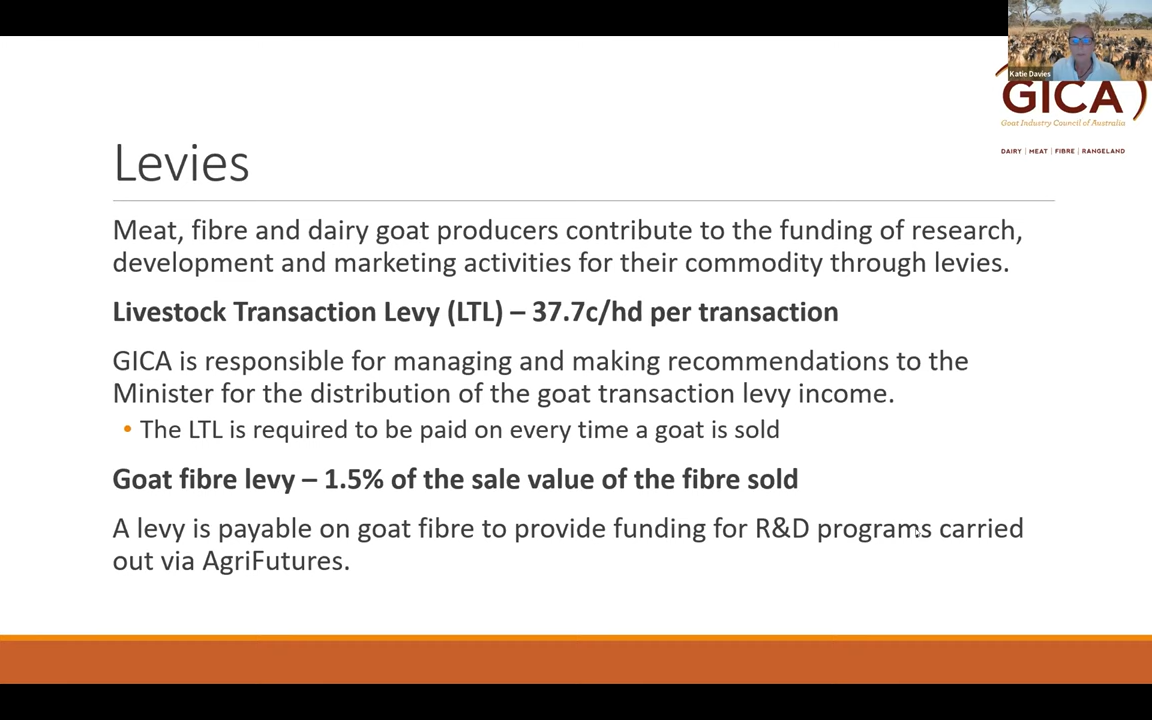 Katie Davies
GICA
Goat Industry Council of Australia
DAIRY | MEAT | FIBRE | RANGELAND
Levies
Meat, fibre and dairy goat producers contribute to the funding of research,
development and marketing activities for their commodity through levies.
Livestock Transaction Levy (LTL) – 37.7c/hd per transaction
GICA is responsible for managing and making recommendations to the
Minister for the distribution of the goat transaction levy income.
• The LTL is required to be paid on every time a goat is sold
Goat fibre levy – 1.5% of the sale value of the fibre sold
A levy is payable on goat fibre to provide funding for R&D programs carried
out via AgriFutures.